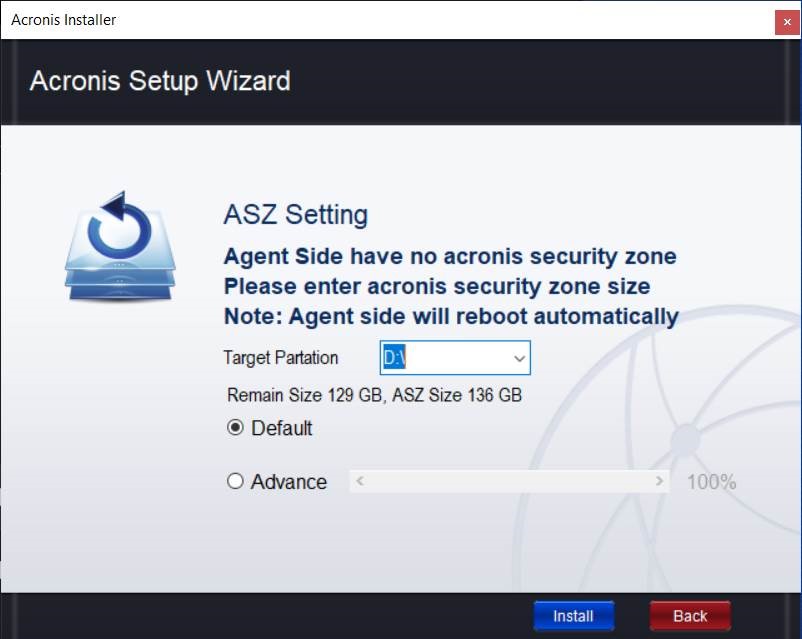 Acronis Installer
Acronis Setup Wizard
ASZ Setting
Agent Side have no acronis security zone
Please enter acronis security zone size
Note: Agent side will reboot automatically
Target Partation D:\
Remain Size 129 GB, ASZ Size 136 GB
Default
Advance 100%
Install Back